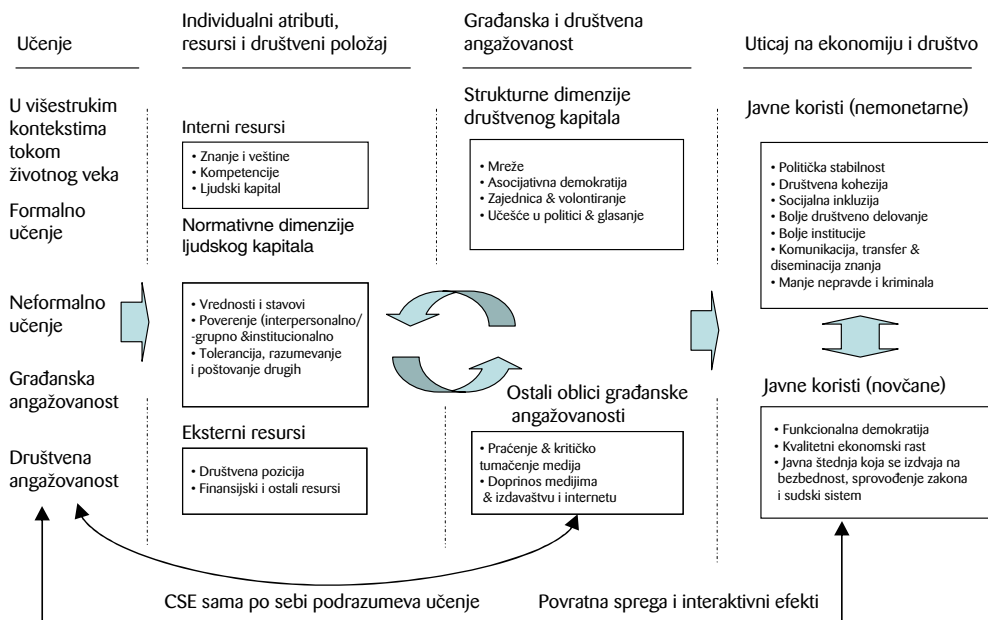 Učenje
Individualni atributi,
resursi i društveni položaj
Građanska i društvena
angažovanost
Uticaj na ekonomiju i društvo
U višestrukim
kontekstima
tokom
životnog veka
Formalno
učenje
Neformalno
učenje
Građanska
angažovanost
Društvena
angažovanost
Interni resursi
• Znanje i veštine
• Kompetencije
• Ljudski kapital
Normativne dimenzije
ljudskog kapitala
• Vrednosti i stavovi
• Poverenje (interpersonalno/
-grupno &institucionalno
• Tolerancija, razumevanje
i poštovanje drugih
Eksterni resursi
• Društvena pozicija
• Finansijski i ostali resursi
Strukturne dimenzije
društvenog kapitala
• Mreže
• Asocijativna demokratija
• Zajednica & volontiranje
• Učešće u politici & glasanje
Ostali oblici građanske
angažovanosti
• Praćenje & kritičko
tumačenje medija
• Doprinos medijima
& izdavaštvu i internetu
Javne koristi (nemonetarne)
• Politička stabilnost
• Društvena kohezija
• Socijalna inkluzija
• Bolje društveno delovanje
• Bolje institucije
• Komunikacija, transfer &
diseminacija znanja
• Manje nepravde i kriminala
Javne koristi (novčane)
• Funkcionalna demokratija
• Kvalitetni ekonomski rast
• Javna štednja koja se izdvaja na
bezbednost, sprovođenje zakona
i sudski sistem
CSE sama po sebi podrazumeva učenje
Povratna sprega i interaktivni efekti